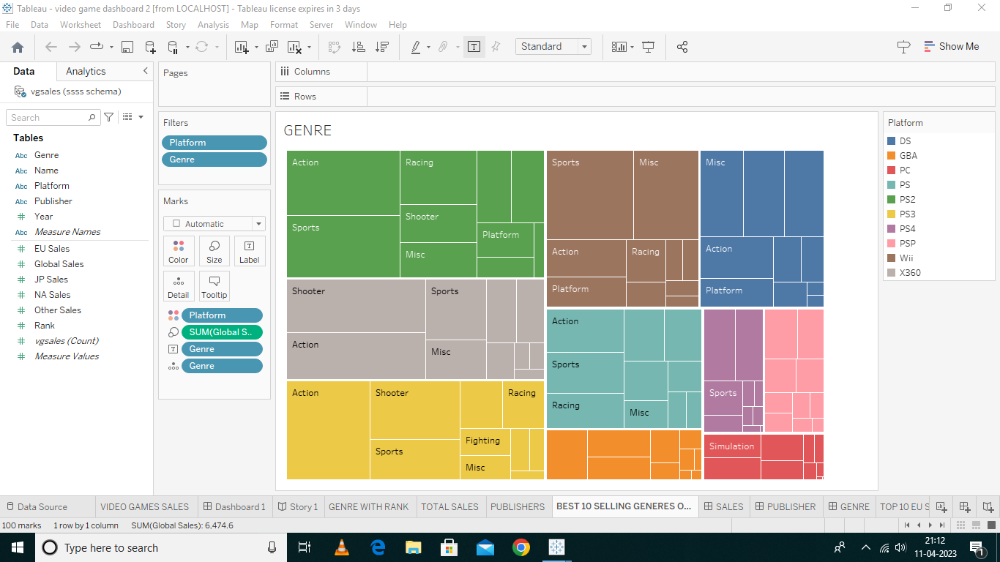 Tableau - video game dashboard 2 [from LOCALHOST] - Tableau license expires in 3 days
File Data Worksheet Dashboard Story Analysis Map Format Server Window Help
Standard
Show Me
Data Analytics
vgsales (ssss schema)
Search
Tables
Abc Genre
Abc Name
Abc Platform
Abc Publisher
Year
Abc Measure Names
EU Sales
Global Sales
JP Sales
NA Sales
Other Sales
Rank
vgsales (Count)
Measure Values
Pages
Filters
Platform
Genre
Marks
Automatic
Color Size Label
Detail Tooltip
Platform
SUM(Global S..
Genre
Genre
Columns
Rows
GENRE
Action Racing
Shooter
Sports
Misc
Platform
Shooter Sports
Action
Misc
Action Shooter Racing
Fighting
Sports
Misc
Sports Misc
Action Racing
Platform
Misc
Action
Platform
Action
Sports
Racing
Misc
Sports
Simulation
Platform
DS
GBA
PC
PS
PS2
PS3
PS4
PSP
Wii
X360
Data Source VIDEO GAMES SALES Dashboard 1 Story 1 GENRE WITH RANK TOTAL SALES PUBLISHERS BEST 10 SELLING GENERES O... SALES PUBLISHER GENRE TOP 10 EU S
100 marks 1 row by 1 column SUM(Global Sales): 6,474.6
Type here to search
21:12
11-04-2023
1